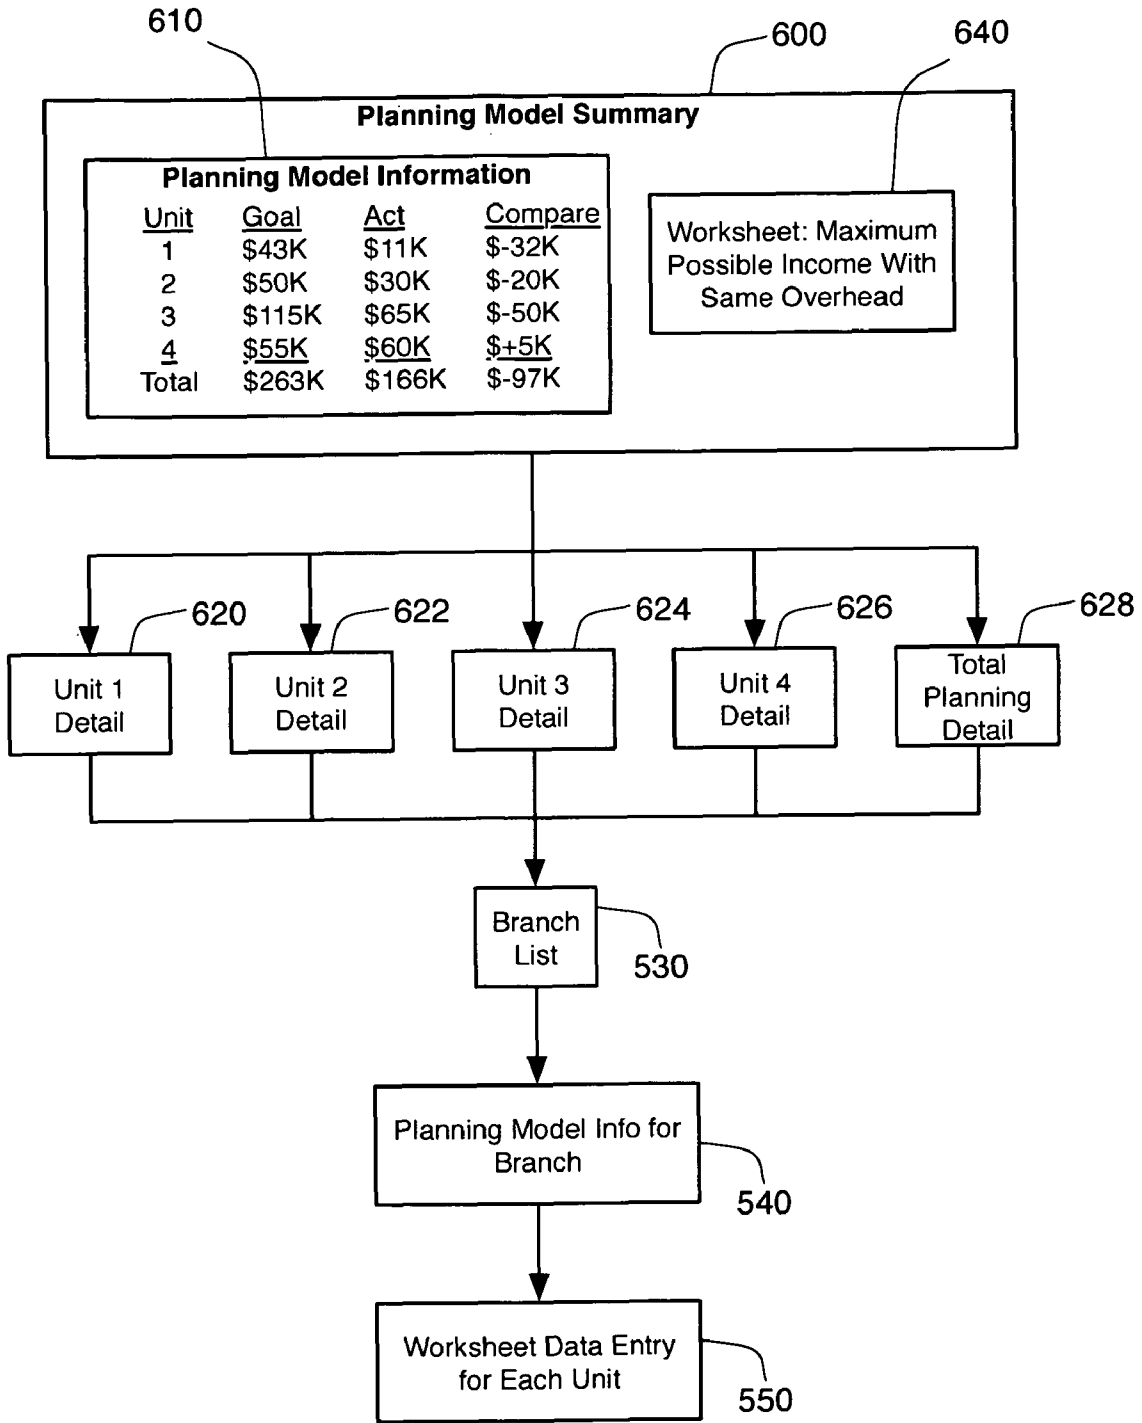 610
600
640
Planning Model Summary
Planning Model Information
Unit Goal Act Compare
1 $43K $11K $-32K
2 $50K $30K $-20K
3 $115K $65K $-50K
4 $55K $60K $+5K
Total $263K $166K $-97K
Worksheet: Maximum
Possible Income With
Same Overhead
620
622
624
626
628
Unit 1
Detail
Unit 2
Detail
Unit 3
Detail
Unit 4
Detail
Total
Planning
Detail
Branch
List
530
Planning Model Info for
Branch
540
Worksheet Data Entry
for Each Unit
550